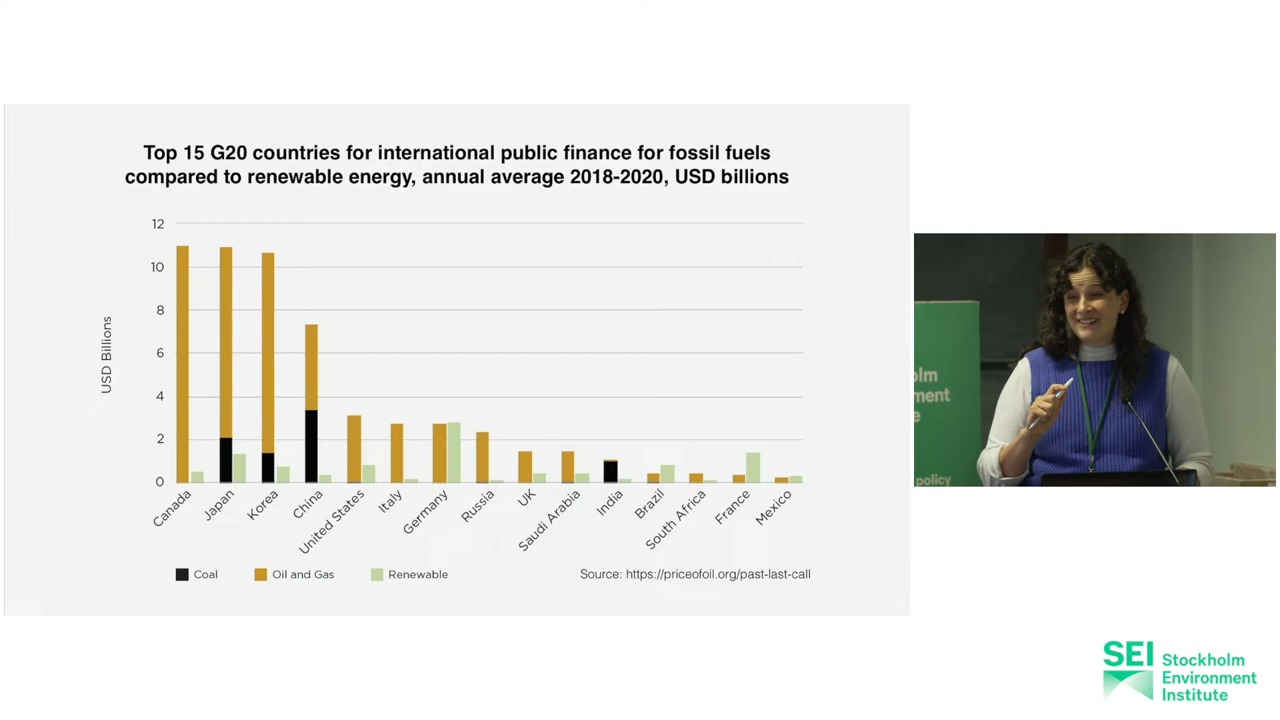 Top 15 G20 countries for international public finance for fossil fuels
compared to renewable energy, annual average 2018-2020, USD billions
12
10
8
6
4
2
0
USD Billions
Canada
Japan
Korea
China
United States
Italy
Germany
Russia
UK
Saudi Arabia
India
Brazil
South Africa
France
Mexico
Coal
Oil and Gas
Renewable
Source: https://priceofoil.org/past-last-call
policy
SEI Stockholm
Environment
Institute